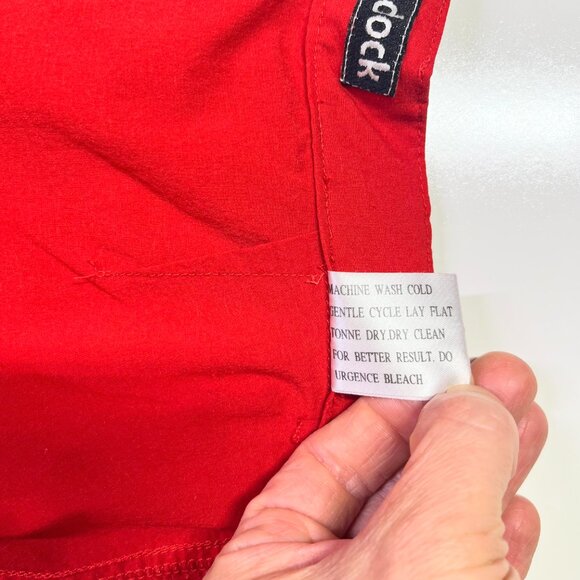 dock
MACHINE WASH COLD
GENTLE CYCLE LAY FLAT
TONNE DRY.DRY CLEAN
FOR BETTER RESULT. DO
URGENCE BLEACH